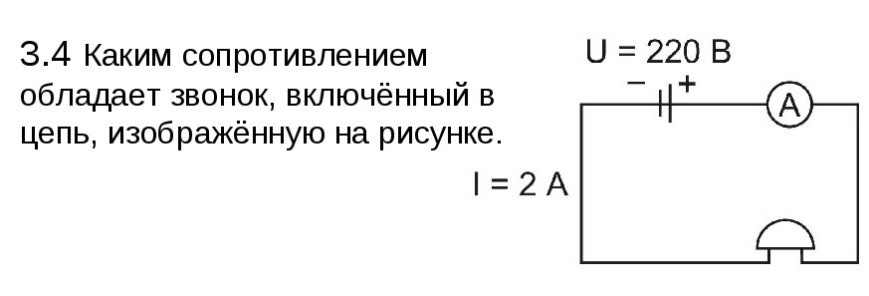 3.4 Каким сопротивлением
обладает звонок, включённый в
цепь, изображённую на рисунке.
U = 220 В
− +
A
I = 2 А